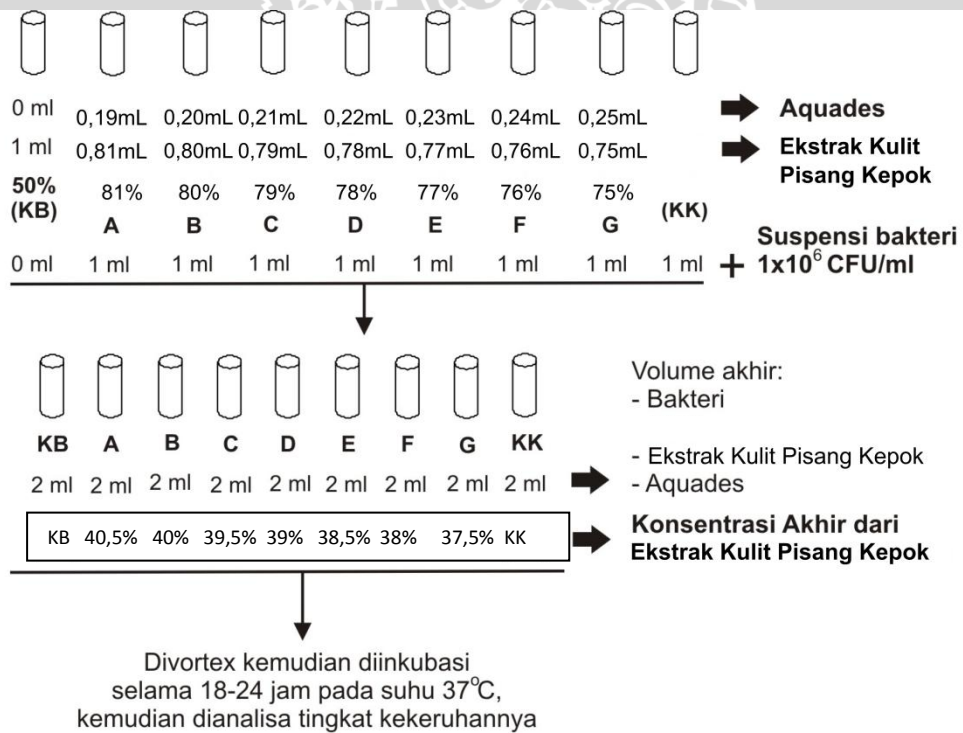 0 ml 0,19mL 0,20mL 0,21mL 0,22mL 0,23mL 0,24mL 0,25mL Aquades
1 ml 0,81mL 0,80mL 0,79mL 0,78mL 0,77mL 0,76mL 0,75mL Ekstrak Kulit
Pisang Kepok
50% 81% 80% 79% 78% 77% 76% 75%
(KB) A B C D E F G (KK)
0 ml 1 ml 1 ml 1 ml 1 ml 1 ml 1 ml 1 ml 1 ml + Suspensi bakteri
1x10⁶ CFU/ml
Volume akhir:
- Bakteri
KB A B C D E F G KK
- Ekstrak Kulit Pisang Kepok
2 ml 2 ml 2 ml 2 ml 2 ml 2 ml 2 ml 2 ml 2 ml - Aquades
KB 40,5% 40% 39,5% 39% 38,5% 38% 37,5% KK Konsentrasi Akhir dari
Ekstrak Kulit Pisang Kepok
Divortex kemudian diinkubasi
selama 18-24 jam pada suhu 37°C,
kemudian dianalisa tingkat kekeruhannya